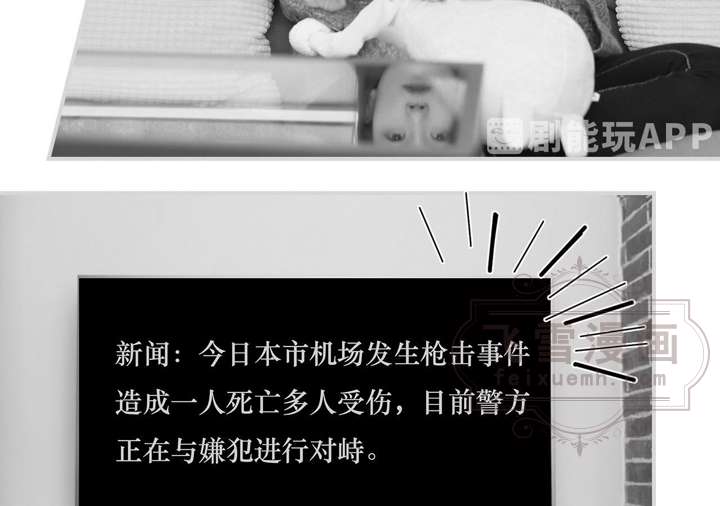 剧能玩APP
新闻：今日本市机场发生枪击事件
造成一人死亡多人受伤，目前警方
正在与嫌犯进行对峙。
飞雪漫画
feixuemh.com